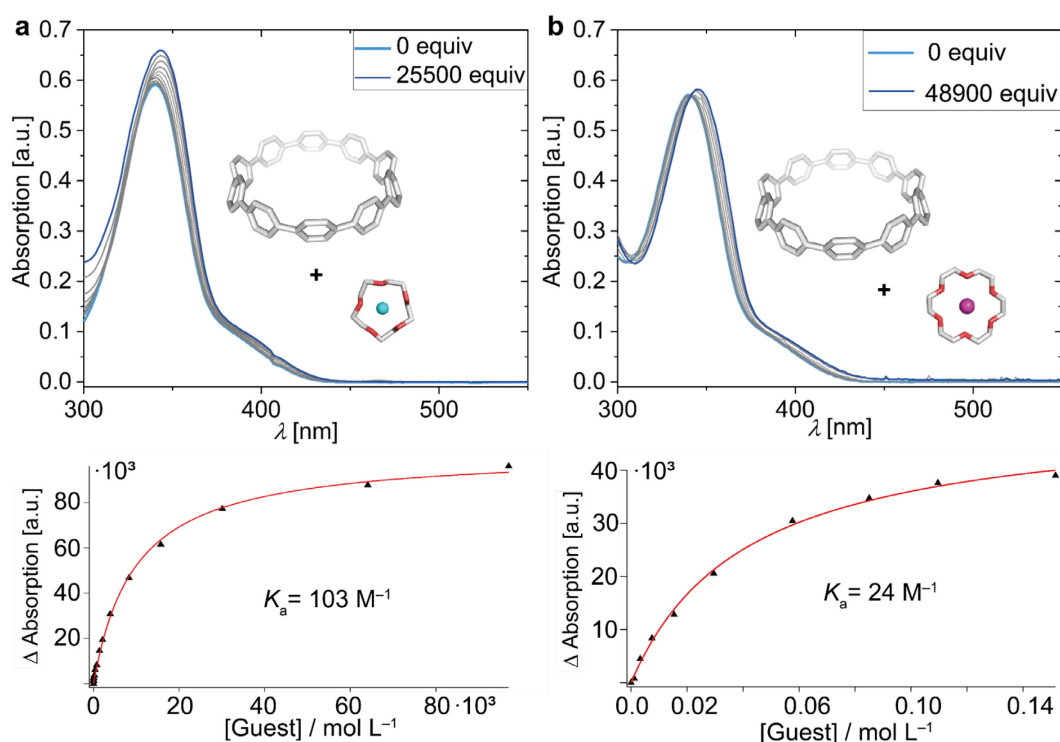 a
0.7
0.6
0.5
0.4
0.3
0.2
0.1
0.0
Absorption [a.u.]
0 equiv
25500 equiv
+
300
400
500
λ [nm]
b
0.7
0.6
0.5
0.4
0.3
0.2
0.1
0.0
Absorption [a.u.]
0 equiv
48900 equiv
+
300
400
500
λ [nm]
·10³
80
60
40
20
Δ Absorption [a.u.]
Kₐ = 103 M⁻¹
0
20
40
60
80 ·10³
[Guest] / mol L⁻¹
40 ·10³
30
20
10
0
Δ Absorption [a.u.]
Kₐ = 24 M⁻¹
0.0
0.02
0.06
0.10
0.14
[Guest] / mol L⁻¹